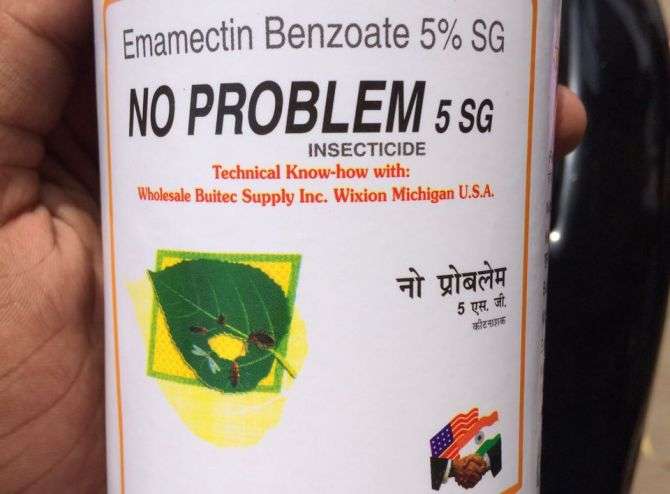 Emamectin Benzoate 5% SG
NO PROBLEM 5 SG
INSECTICIDE
Technical Know-how with:
Wholesale Buitec Supply Inc. Wixion Michigan U.S.A.
नो प्रोबलेम
5 एस. जी.
कीटनाशक